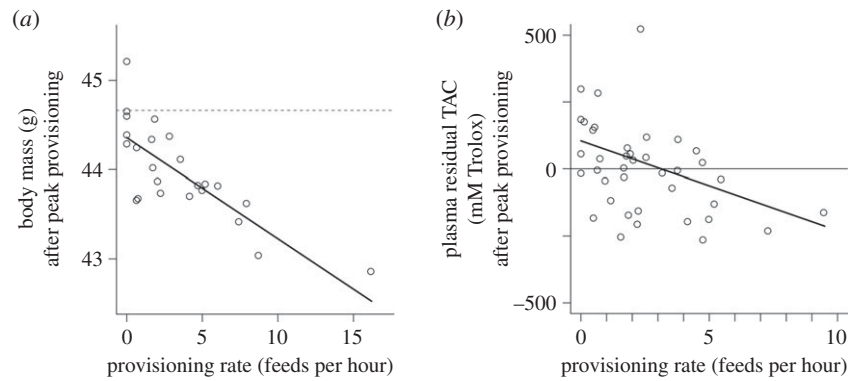 (a)
45
44
43
0
5
10
15
body mass (g)
after peak provisioning
provisioning rate (feeds per hour)
(b)
500
0
–500
0
5
10
plasma residual TAC
(mM Trolox)
after peak provisioning
provisioning rate (feeds per hour)